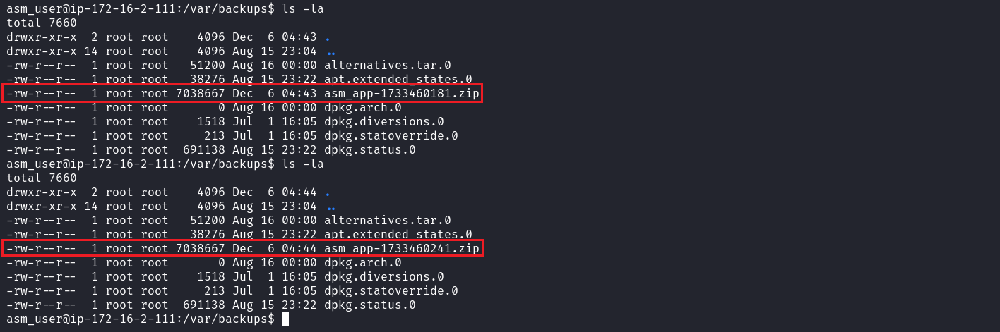 asm_user@ip-172-16-2-111:/var/backups$ ls -la
total 7660
drwxr-xr-x  2 root root    4096 Dec  6 04:43 .
drwxr-xr-x 14 root root    4096 Aug 15 23:04 ..
-rw-r--r--  1 root root   51200 Aug 16 00:00 alternatives.tar.0
-rw-r--r--  1 root root   38276 Aug 15 23:22 apt.extended_states.0
-rw-r--r--  1 root root 7038667 Dec  6 04:43 asm_app-1733460181.zip
-rw-r--r--  1 root root       0 Aug 16 00:00 dpkg.arch.0
-rw-r--r--  1 root root    1518 Jul  1 16:05 dpkg.diversions.0
-rw-r--r--  1 root root     213 Jul  1 16:05 dpkg.statoverride.0
-rw-r--r--  1 root root  691138 Aug 15 23:22 dpkg.status.0
asm_user@ip-172-16-2-111:/var/backups$ ls -la
total 7660
drwxr-xr-x  2 root root    4096 Dec  6 04:44 .
drwxr-xr-x 14 root root    4096 Aug 15 23:04 ..
-rw-r--r--  1 root root   51200 Aug 16 00:00 alternatives.tar.0
-rw-r--r--  1 root root   38276 Aug 15 23:22 apt.extended_states.0
-rw-r--r--  1 root root 7038667 Dec  6 04:44 asm_app-1733460241.zip
-rw-r--r--  1 root root       0 Aug 16 00:00 dpkg.arch.0
-rw-r--r--  1 root root    1518 Jul  1 16:05 dpkg.diversions.0
-rw-r--r--  1 root root     213 Jul  1 16:05 dpkg.statoverride.0
-rw-r--r--  1 root root  691138 Aug 15 23:22 dpkg.status.0
asm_user@ip-172-16-2-111:/var/backups$